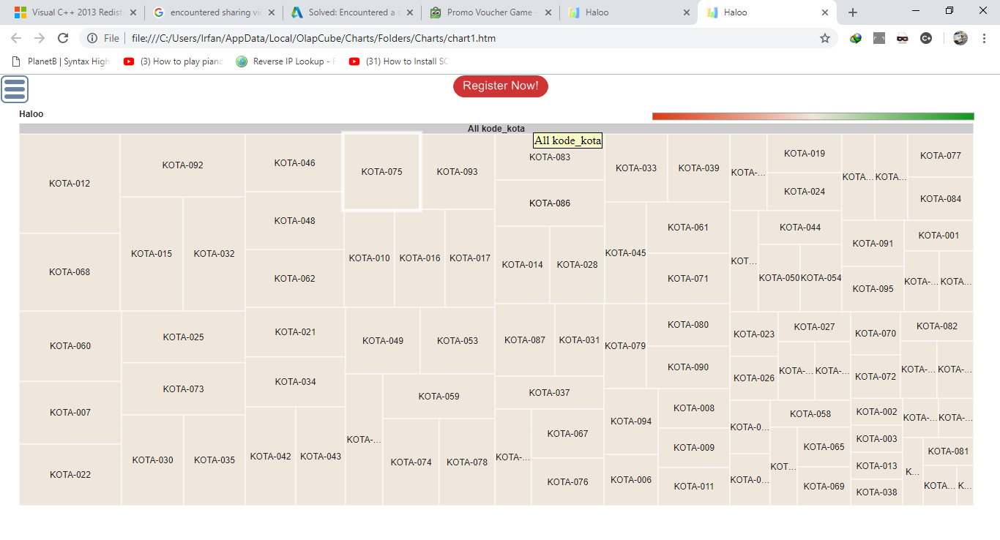 Visual C++ 2013 Redist
encountered sharing vio
Solved: Encountered a s
Promo Voucher Game -
Haloo
Haloo
File
file:///C:/Users/Irfan/AppData/Local/OlapCube/Charts/Folders/Charts/chart1.htm
PlanetB | Syntax High
(3) How to play piano
Reverse IP Lookup - F
(31) How to Install SC
Register Now!
Haloo
All kode_kota
All kode_kota
KOTA-012
KOTA-068
KOTA-092
KOTA-015
KOTA-032
KOTA-046
KOTA-048
KOTA-062
KOTA-075
KOTA-093
KOTA-010
KOTA-016
KOTA-017
KOTA-083
KOTA-086
KOTA-014
KOTA-028
KOTA-033
KOTA-039
KOTA-045
KOTA-061
KOTA-071
KOTA-...
KOTA-019
KOTA-024
KOT...
KOTA-044
KOTA-050
KOTA-054
KOTA...
KOTA...
KOTA-077
KOTA-084
KOTA-091
KOTA-095
KOTA-001
KOTA-...
KOTA...
KOTA-060
KOTA-007
KOTA-022
KOTA-025
KOTA-073
KOTA-030
KOTA-035
KOTA-021
KOTA-034
KOTA-042
KOTA-043
KOTA-049
KOTA-053
KOTA-...
KOTA-059
KOTA-074
KOTA-078
KOTA-087
KOTA-031
KOTA-037
KOTA-...
KOTA-067
KOTA-076
KOTA-079
KOTA-080
KOTA-090
KOTA-094
KOTA-006
KOTA-008
KOTA-009
KOTA-011
KOTA-023
KOTA-026
KOTA-027
KOTA-...
KOTA-...
KOTA-070
KOTA-072
KOTA-082
KOTA-...
KOTA-...
KOTA-0...
KOTA-0...
KOTA-058
KOT...
KOTA-065
KOTA-069
KOTA-002
KOTA-003
KOTA-013
KOTA-038
KOTA-...
KOTA-...
K...
KOTA-081
KOTA...
K...